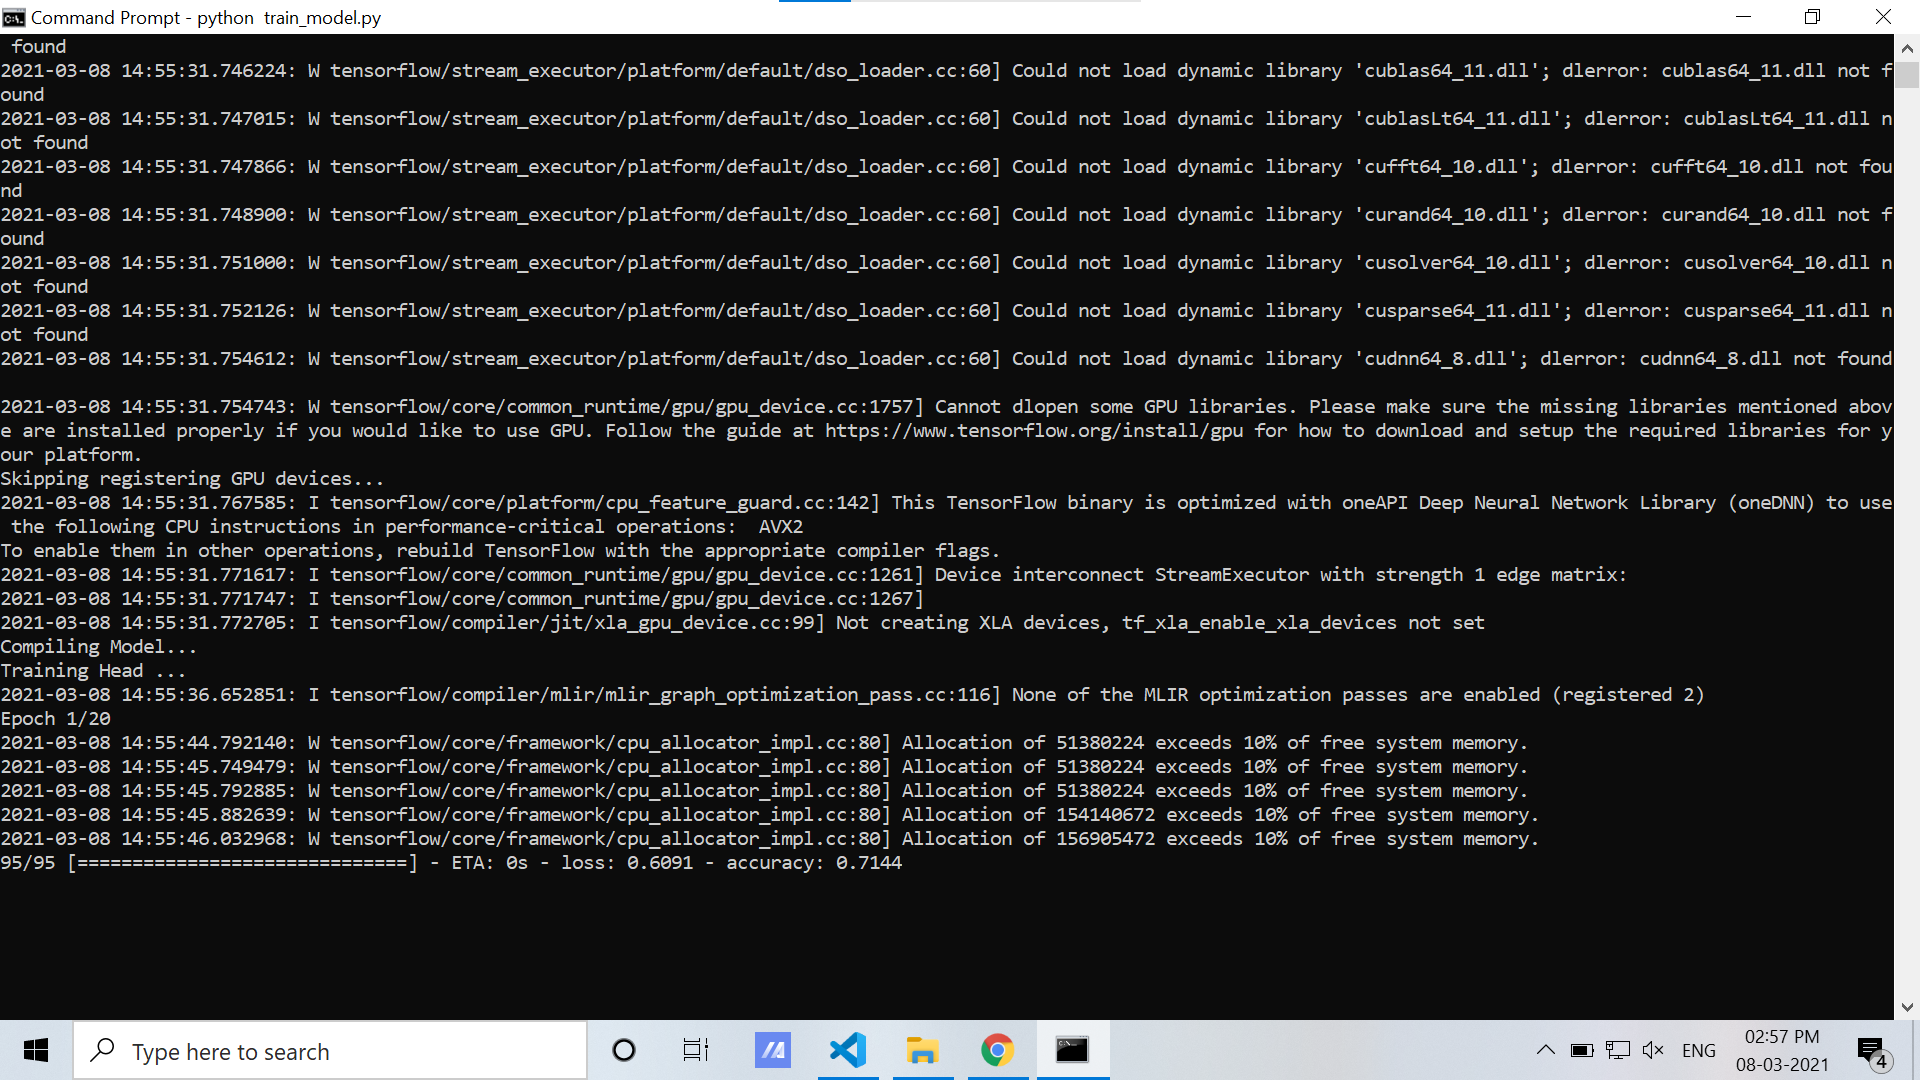 Command Prompt - python  train_model.py
 found
2021-03-08 14:55:31.746224: W tensorflow/stream_executor/platform/default/dso_loader.cc:60] Could not load dynamic library 'cublas64_11.dll'; dlerror: cublas64_11.dll not f
ound
2021-03-08 14:55:31.747015: W tensorflow/stream_executor/platform/default/dso_loader.cc:60] Could not load dynamic library 'cublasLt64_11.dll'; dlerror: cublasLt64_11.dll n
ot found
2021-03-08 14:55:31.747866: W tensorflow/stream_executor/platform/default/dso_loader.cc:60] Could not load dynamic library 'cufft64_10.dll'; dlerror: cufft64_10.dll not fou
nd
2021-03-08 14:55:31.748900: W tensorflow/stream_executor/platform/default/dso_loader.cc:60] Could not load dynamic library 'curand64_10.dll'; dlerror: curand64_10.dll not f
ound
2021-03-08 14:55:31.751000: W tensorflow/stream_executor/platform/default/dso_loader.cc:60] Could not load dynamic library 'cusolver64_10.dll'; dlerror: cusolver64_10.dll n
ot found
2021-03-08 14:55:31.752126: W tensorflow/stream_executor/platform/default/dso_loader.cc:60] Could not load dynamic library 'cusparse64_11.dll'; dlerror: cusparse64_11.dll n
ot found
2021-03-08 14:55:31.754612: W tensorflow/stream_executor/platform/default/dso_loader.cc:60] Could not load dynamic library 'cudnn64_8.dll'; dlerror: cudnn64_8.dll not found
2021-03-08 14:55:31.754743: W tensorflow/core/common_runtime/gpu/gpu_device.cc:1757] Cannot dlopen some GPU libraries. Please make sure the missing libraries mentioned abov
e are installed properly if you would like to use GPU. Follow the guide at https://www.tensorflow.org/install/gpu for how to download and setup the required libraries for y
our platform.
Skipping registering GPU devices...
2021-03-08 14:55:31.767585: I tensorflow/core/platform/cpu_feature_guard.cc:142] This TensorFlow binary is optimized with oneAPI Deep Neural Network Library (oneDNN) to use
 the following CPU instructions in performance-critical operations:  AVX2
To enable them in other operations, rebuild TensorFlow with the appropriate compiler flags.
2021-03-08 14:55:31.771617: I tensorflow/core/common_runtime/gpu/gpu_device.cc:1261] Device interconnect StreamExecutor with strength 1 edge matrix:
2021-03-08 14:55:31.771747: I tensorflow/core/common_runtime/gpu/gpu_device.cc:1267]
2021-03-08 14:55:31.772705: I tensorflow/compiler/jit/xla_gpu_device.cc:99] Not creating XLA devices, tf_xla_enable_xla_devices not set
Compiling Model...
Training Head ...
2021-03-08 14:55:36.652851: I tensorflow/compiler/mlir/mlir_graph_optimization_pass.cc:116] None of the MLIR optimization passes are enabled (registered 2)
Epoch 1/20
2021-03-08 14:55:44.792140: W tensorflow/core/framework/cpu_allocator_impl.cc:80] Allocation of 51380224 exceeds 10% of free system memory.
2021-03-08 14:55:45.749479: W tensorflow/core/framework/cpu_allocator_impl.cc:80] Allocation of 51380224 exceeds 10% of free system memory.
2021-03-08 14:55:45.792885: W tensorflow/core/framework/cpu_allocator_impl.cc:80] Allocation of 51380224 exceeds 10% of free system memory.
2021-03-08 14:55:45.882639: W tensorflow/core/framework/cpu_allocator_impl.cc:80] Allocation of 154140672 exceeds 10% of free system memory.
2021-03-08 14:55:46.032968: W tensorflow/core/framework/cpu_allocator_impl.cc:80] Allocation of 156905472 exceeds 10% of free system memory.
95/95 [==============================] - ETA: 0s - loss: 0.6091 - accuracy: 0.7144
Type here to search
ENG
02:57 PM
08-03-2021
4